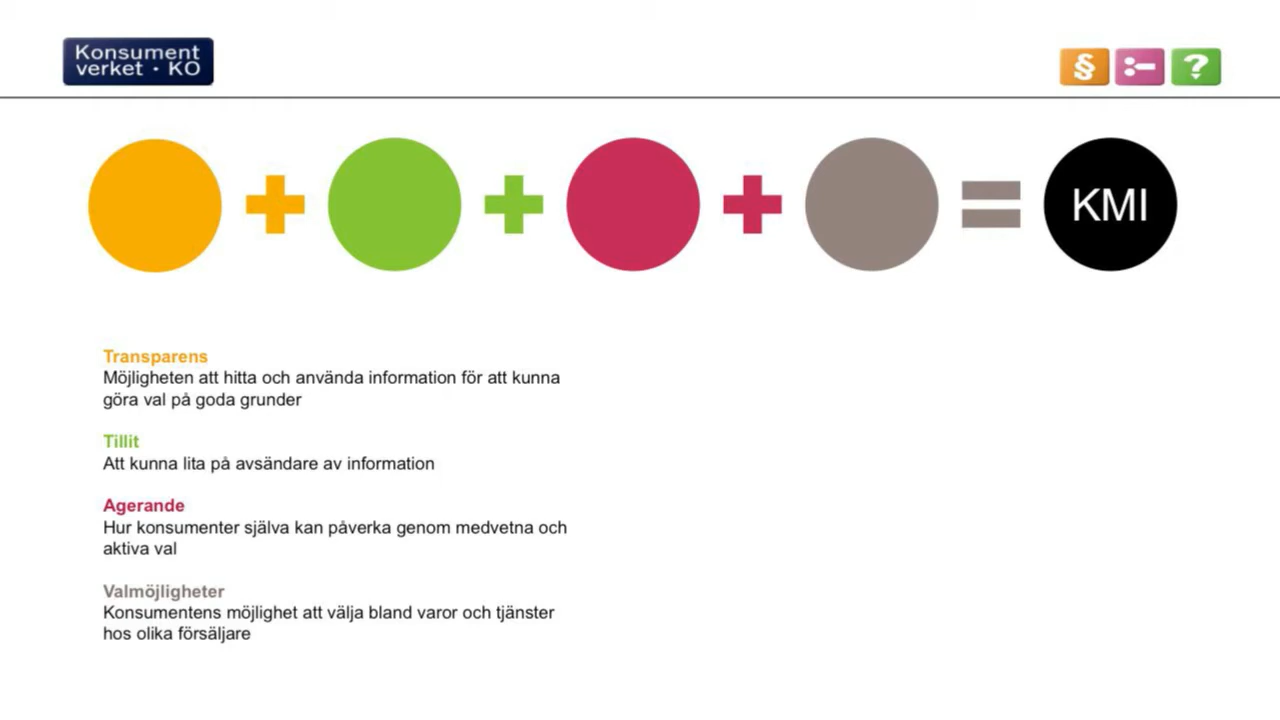 Konsument
verket · KO
§
?
KMI
Transparens
Möjligheten att hitta och använda information för att kunna
göra val på goda grunder
Tillit
Att kunna lita på avsändare av information
Agerande
Hur konsumenter själva kan påverka genom medvetna och
aktiva val
Valmöjligheter
Konsumentens möjlighet att välja bland varor och tjänster
hos olika försäljare